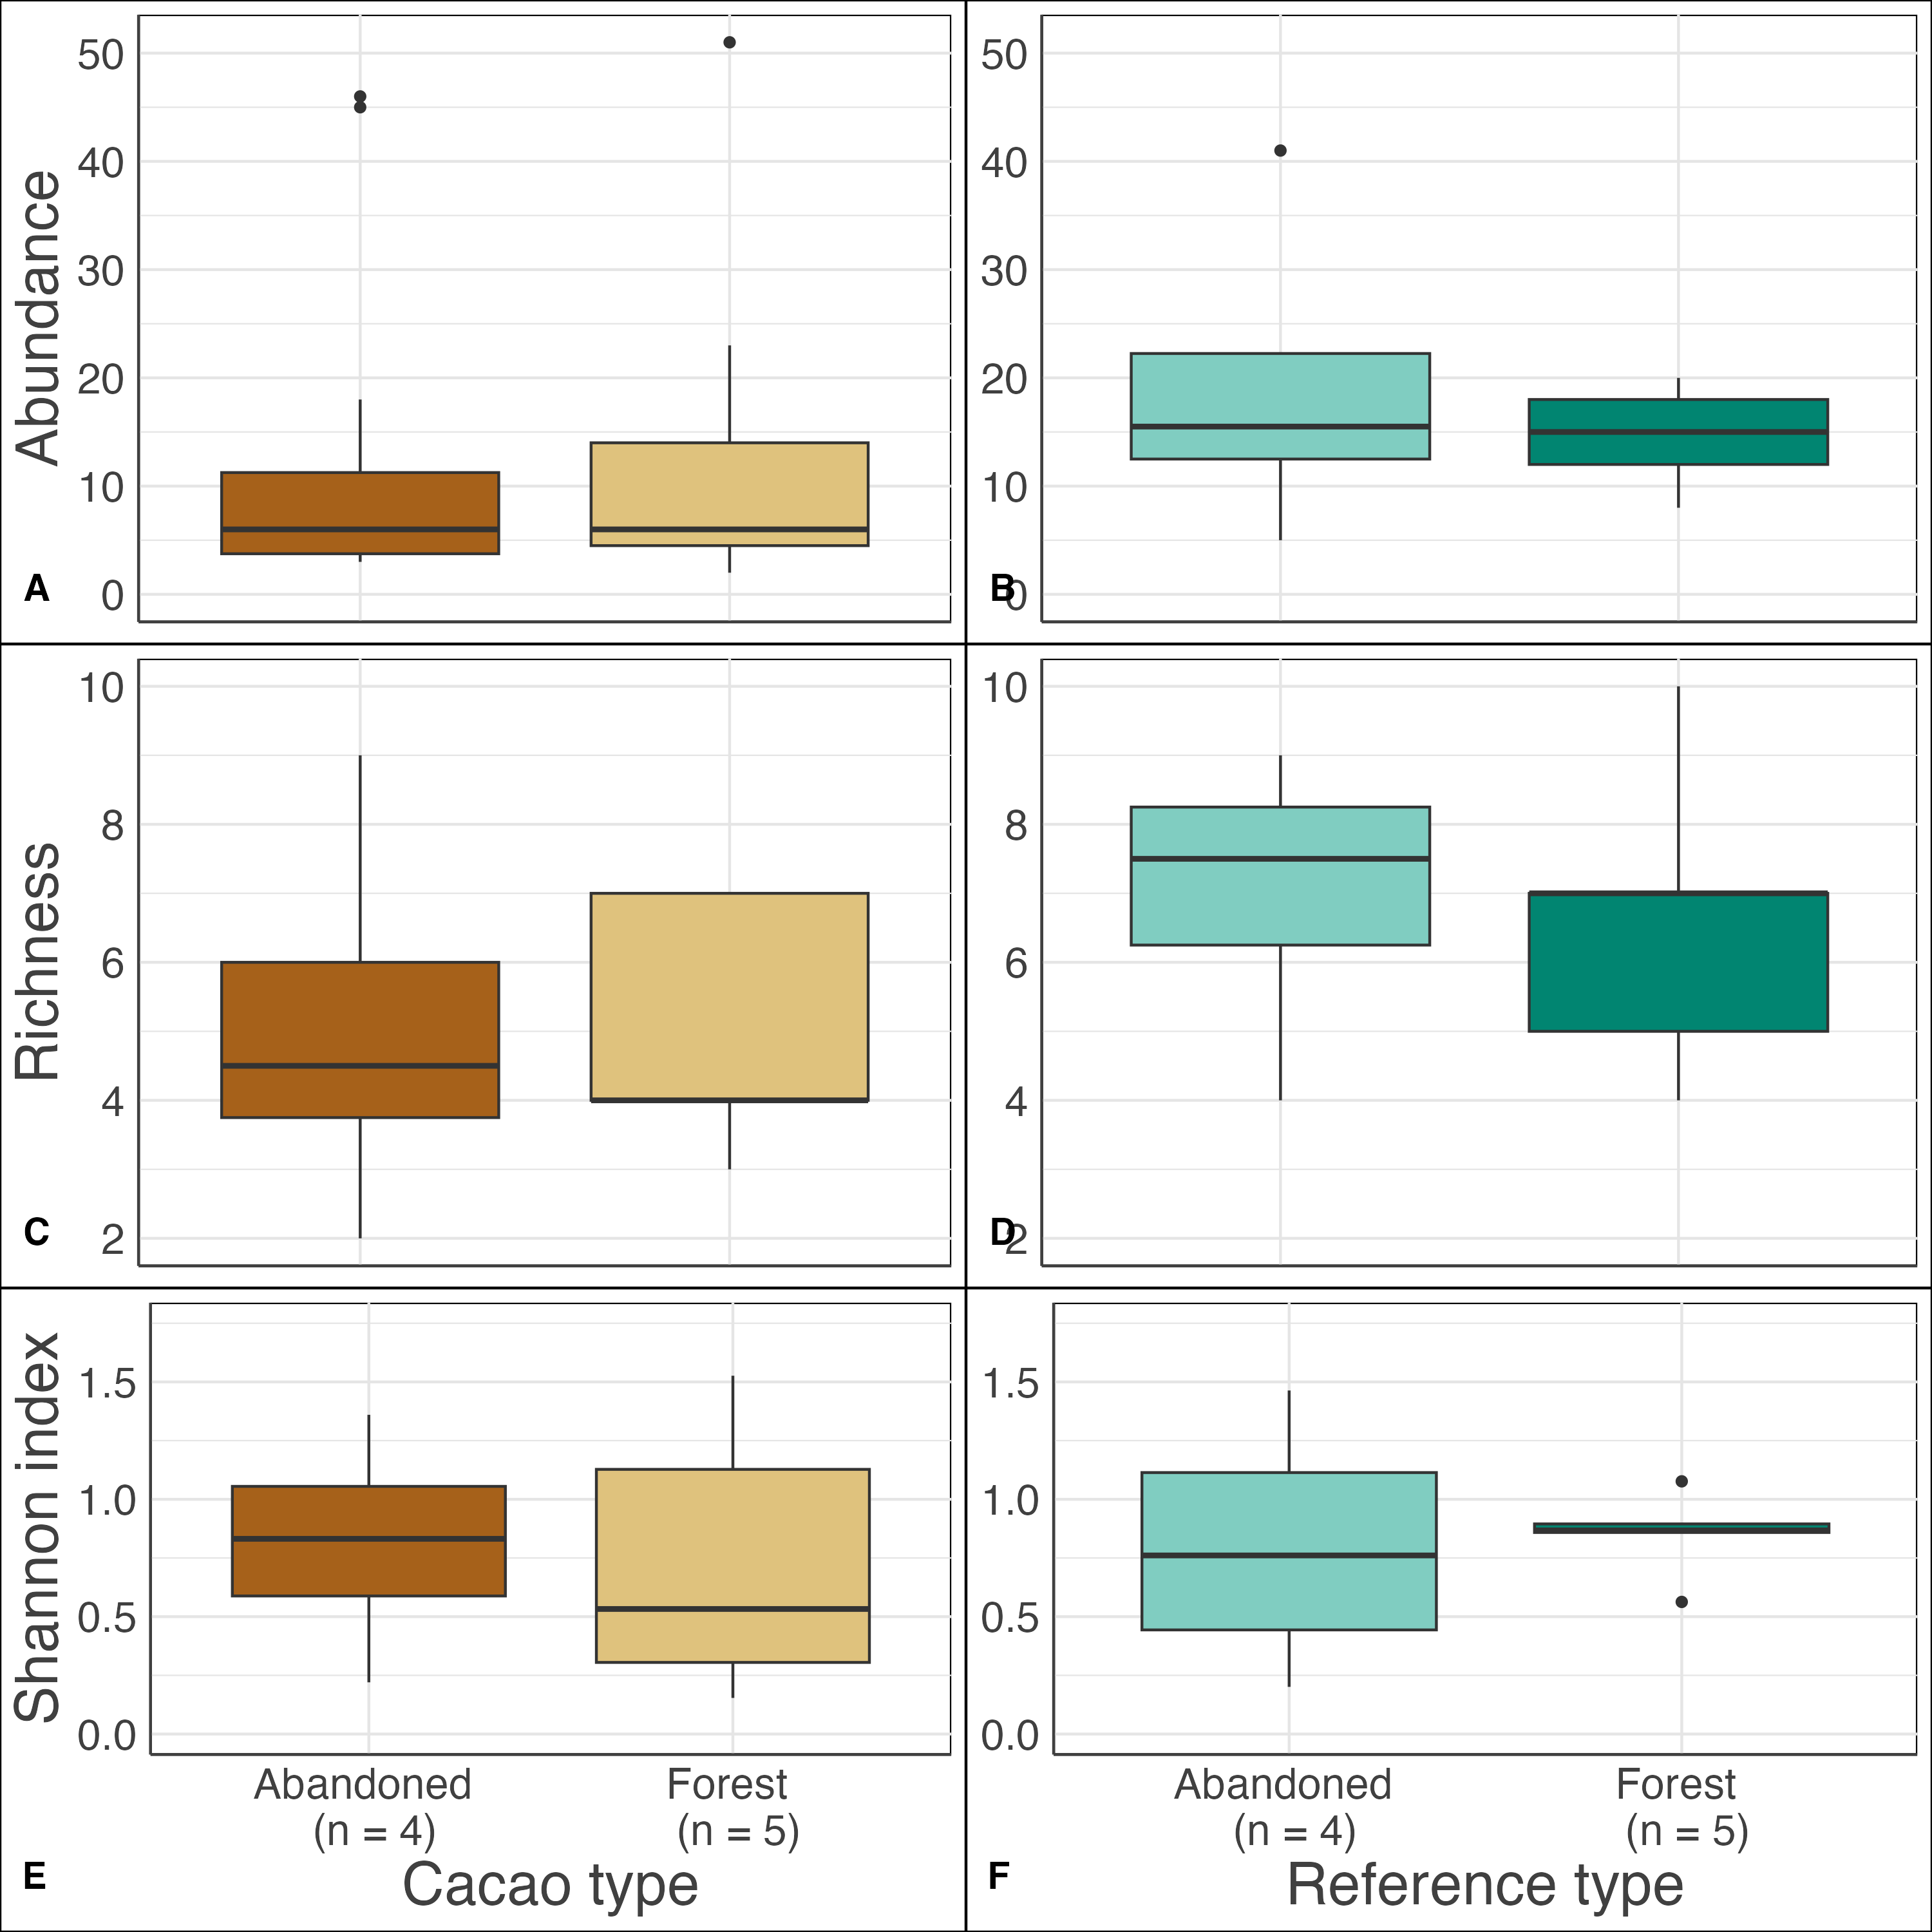 Abundance
50
40
30
20
10
0
A
50
40
30
20
10
0
B
Richness
10
8
6
4
2
C
10
8
6
4
2
D
Shannon index
1.5
1.0
0.5
0.0
Abandoned
(n = 4)
Forest
(n = 5)
Cacao type
E
1.5
1.0
0.5
0.0
Abandoned
(n = 4)
Forest
(n = 5)
Reference type
F